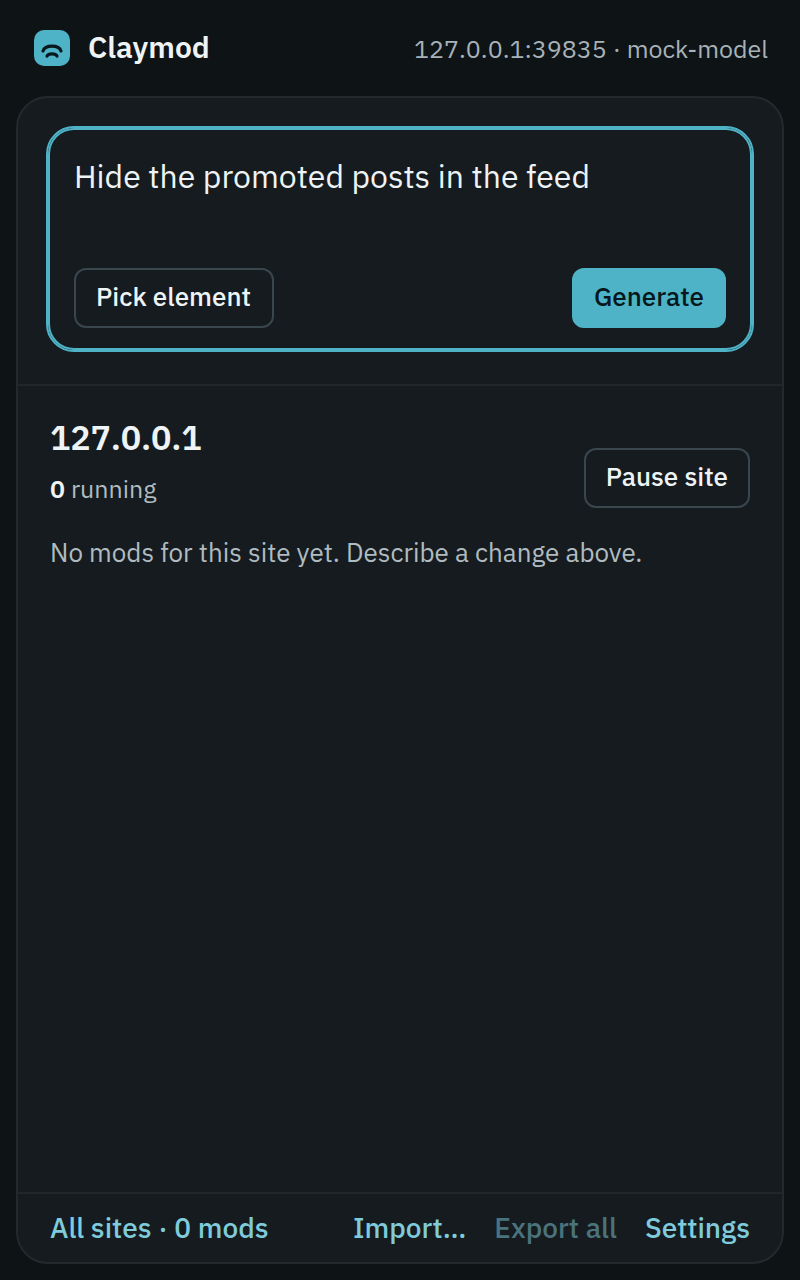 Claymod
127.0.0.1:39835 · mock-model
Hide the promoted posts in the feed
Pick element
Generate
127.0.0.1
0 running
Pause site
No mods for this site yet. Describe a change above.
All sites · 0 mods
Import...
Export all
Settings